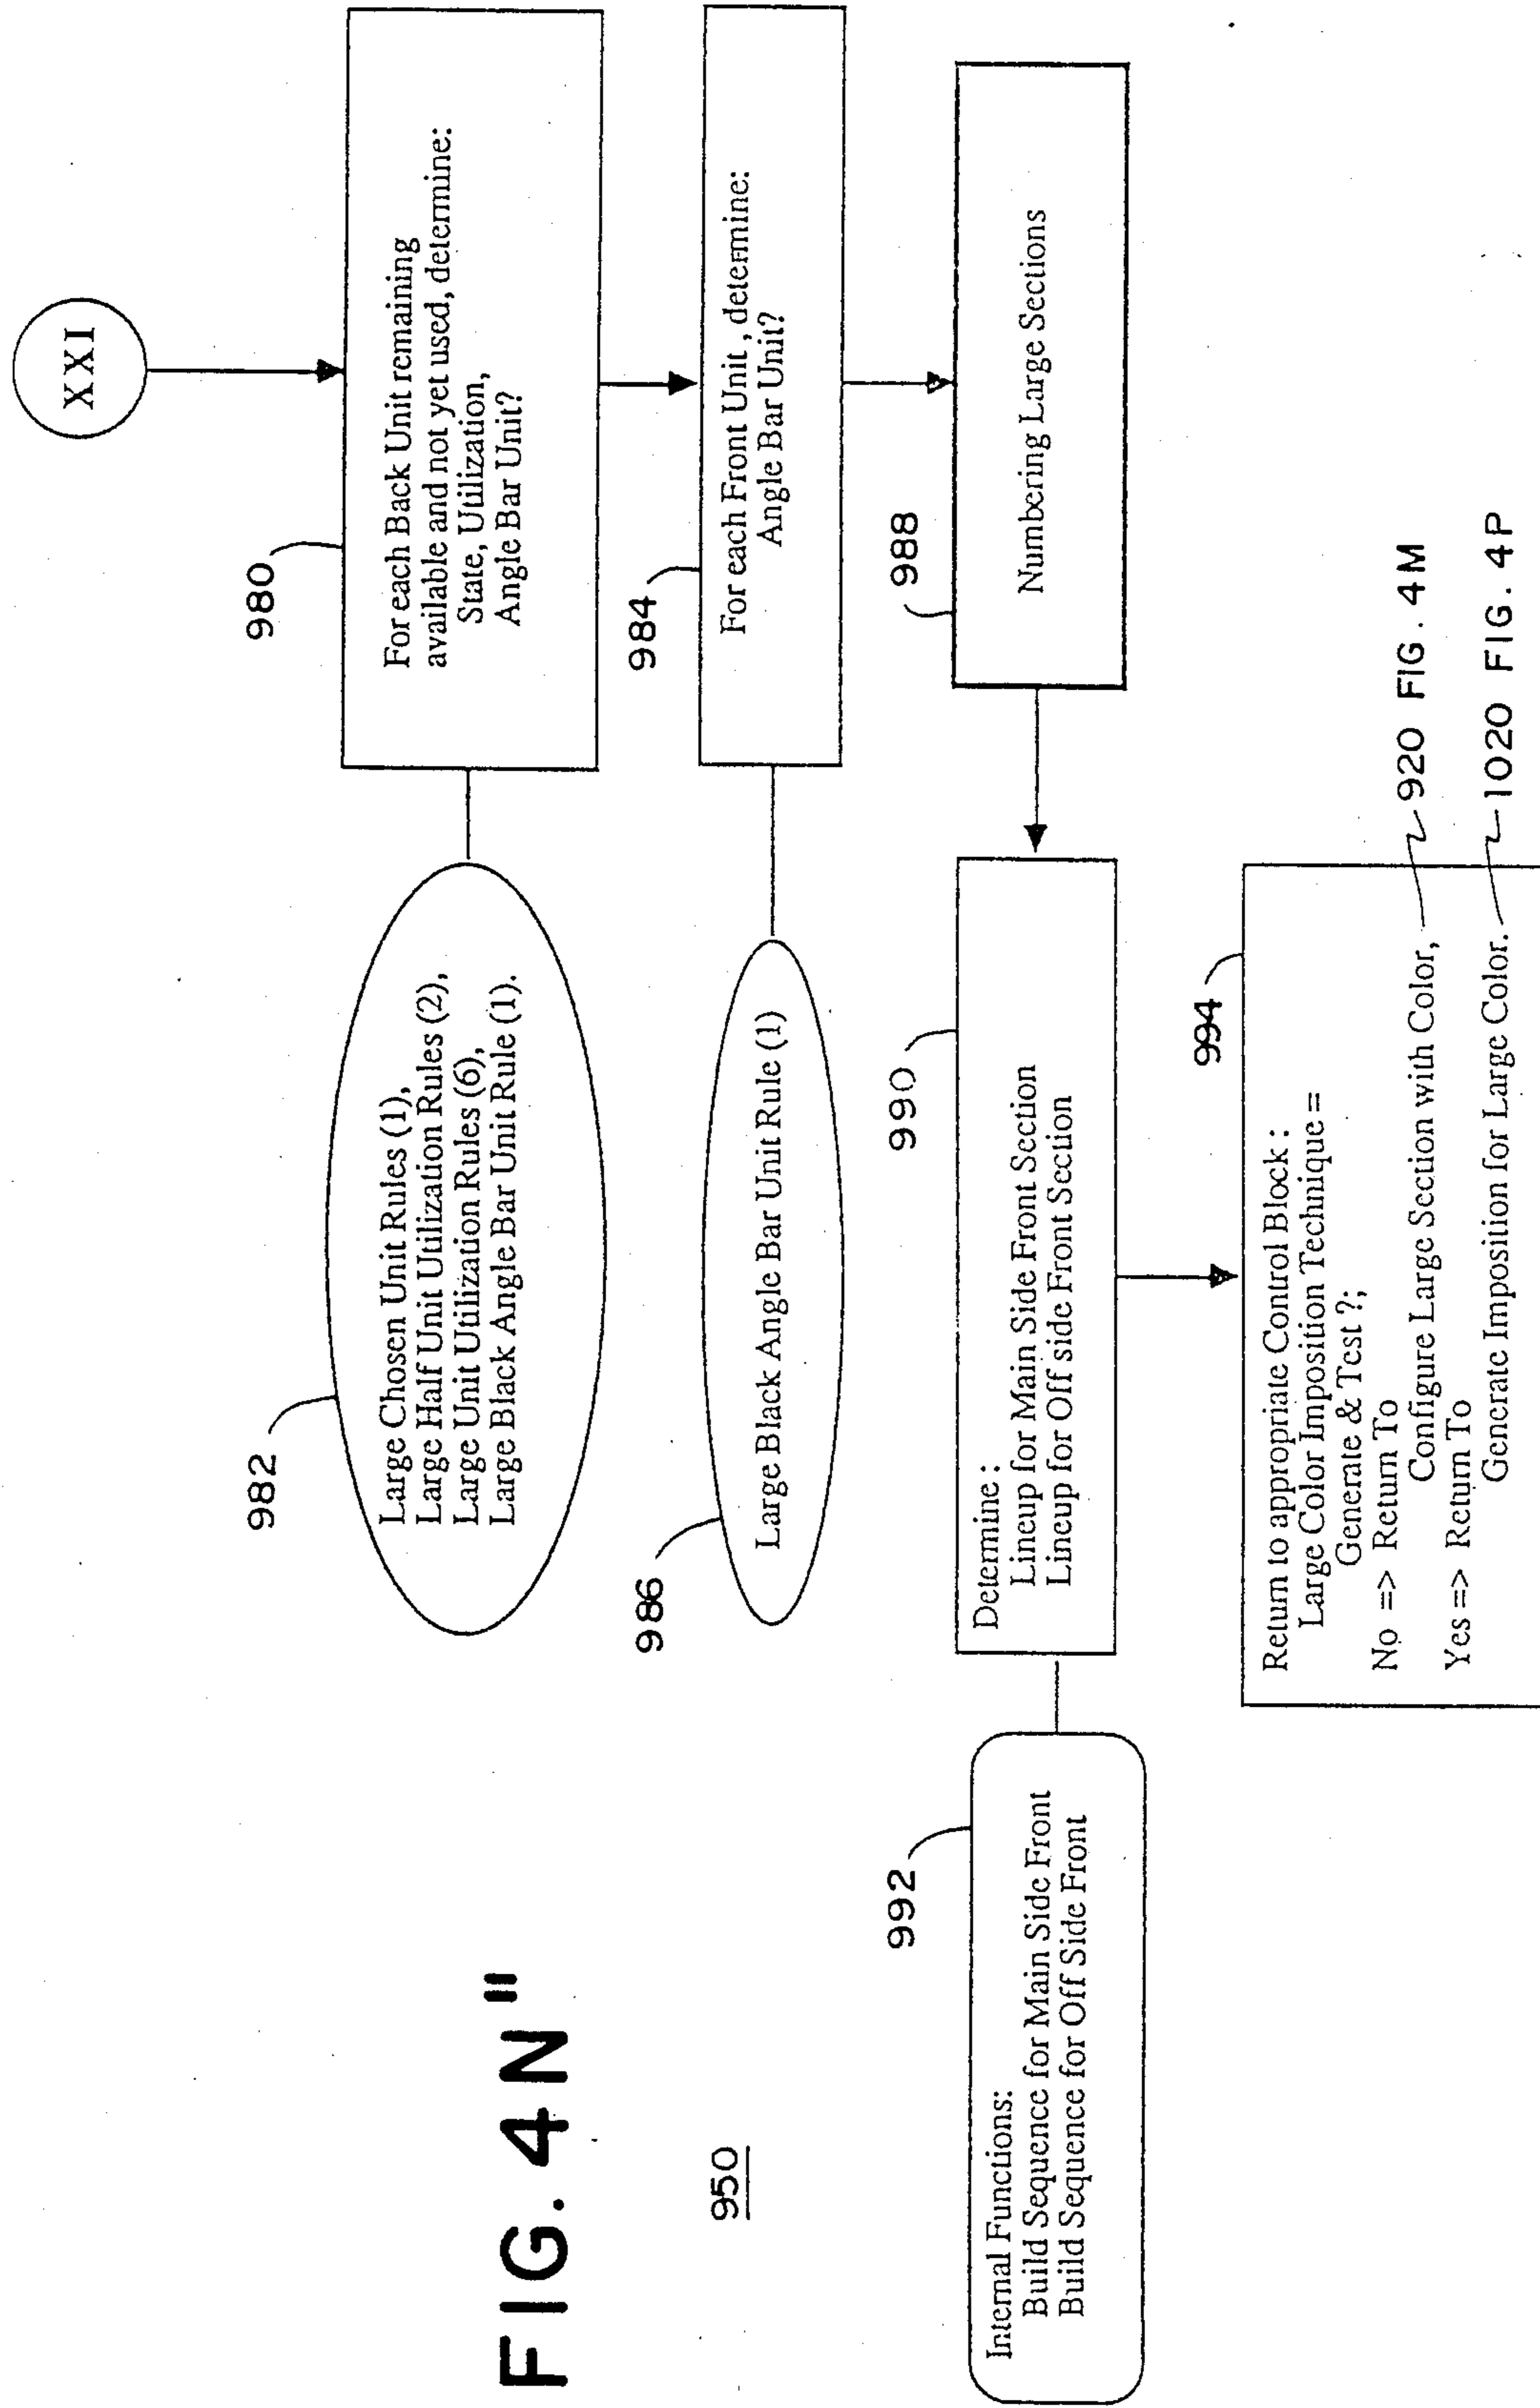 FIG. 4N"
950
XXI
980
For each Back Unit remaining
available and not yet used, determine:
State, Utilization,
Angle Bar Unit?
982
Large Chosen Unit Rules (1),
Large Half Unit Utilization Rules (2),
Large Unit Utilization Rules (6),
Large Black Angle Bar Unit Rule (1).
984
For each Front Unit, determine:
Angle Bar Unit?
986
Large Black Angle Bar Unit Rule (1)
988
Numbering Large Sections
990
Determine:
Lineup for Main Side Front Section
Lineup for Off side Front Section
992
Internal Functions:
Build Sequence for Main Side Front
Build Sequence for Off Side Front
994
Return to appropriate Control Block:
Large Color Imposition Technique =
Generate & Test ?;
No => Return To
Configure Large Section with Color,
920 FIG. 4M
Yes => Return To
Generate Imposition for Large Color.
1020 FIG. 4P